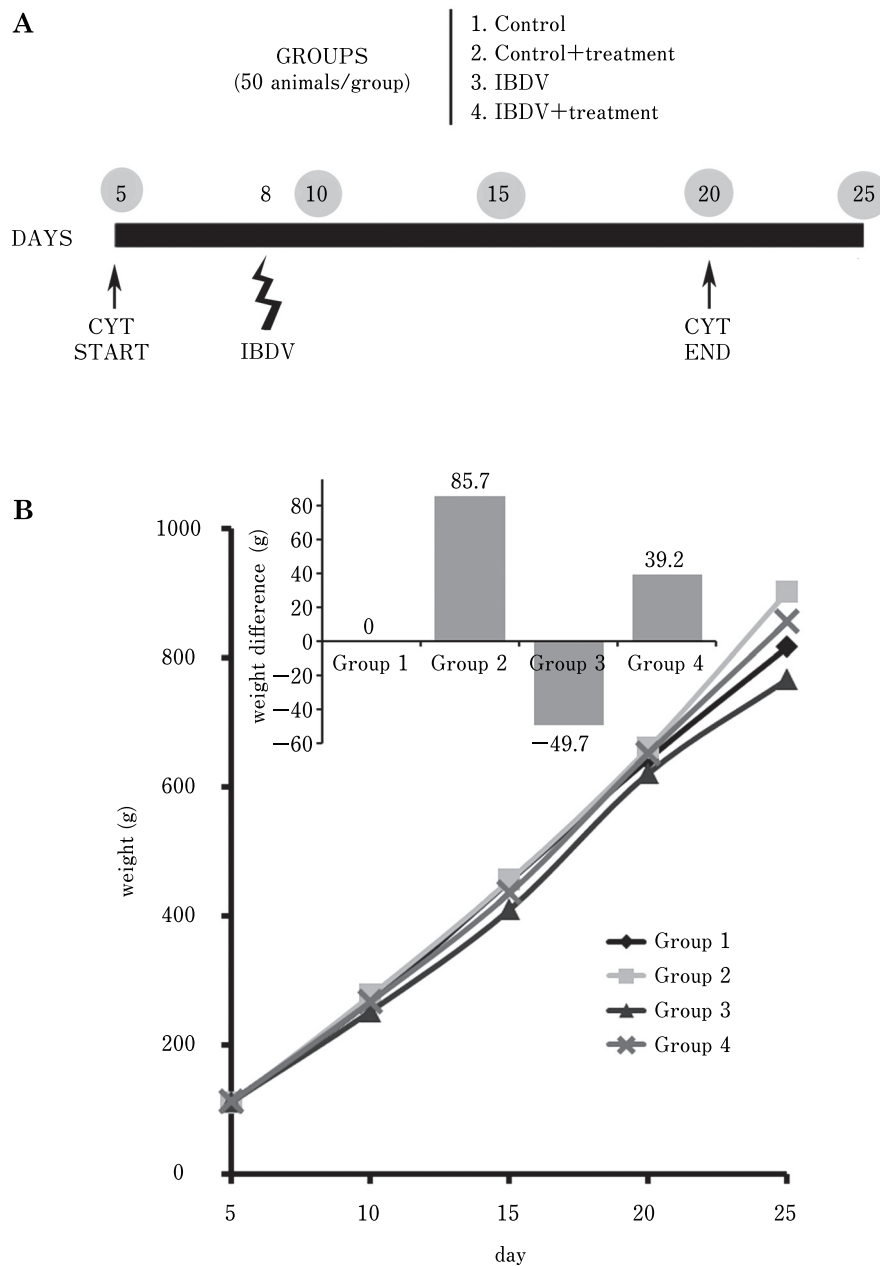 A
GROUPS
(50 animals/group)
1. Control
2. Control+treatment
3. IBDV
4. IBDV+treatment
5 8 10 15 20 25
DAYS
CYT
START
IBDV
CYT
END
B
weight difference (g)
80
60
40
20
0
−20
−40
−60
0
85.7
−49.7
39.2
Group 1 Group 2 Group 3 Group 4
weight (g)
1000
800
600
400
200
0
Group 1
Group 2
Group 3
Group 4
5 10 15 20 25
day